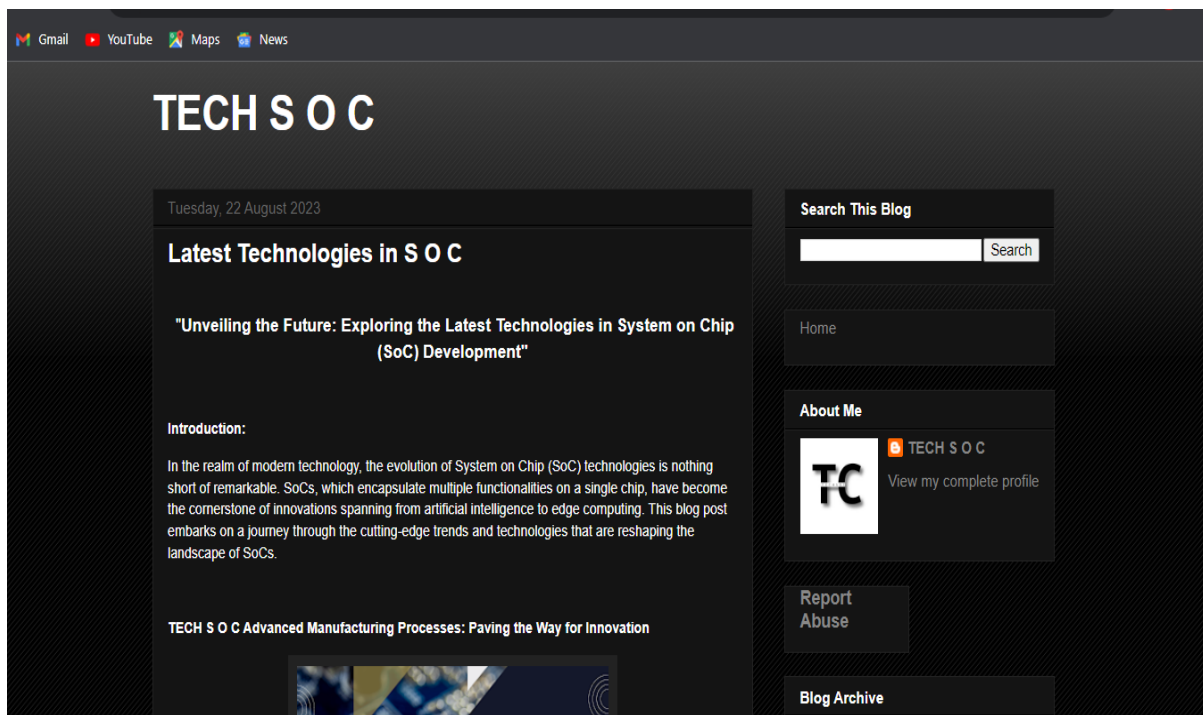 Gmail YouTube Maps News
TECH S O C
Tuesday, 22 August 2023
Latest Technologies in S O C
"Unveiling the Future: Exploring the Latest Technologies in System on Chip
(SoC) Development"
Introduction:
In the realm of modern technology, the evolution of System on Chip (SoC) technologies is nothing
short of remarkable. SoCs, which encapsulate multiple functionalities on a single chip, have become
the cornerstone of innovations spanning from artificial intelligence to edge computing. This blog post
embarks on a journey through the cutting-edge trends and technologies that are reshaping the
landscape of SoCs.
TECH S O C Advanced Manufacturing Processes: Paving the Way for Innovation
Search This Blog
Search
Home
About Me
TC
TECH S O C
View my complete profile
Report
Abuse
Blog Archive